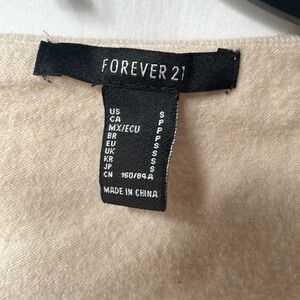 FOREVER 21
US S
CA P
MX/ECU P
BR P
EU S
UK S
KR S
JP S
CN 160/84A
MADE IN CHINA